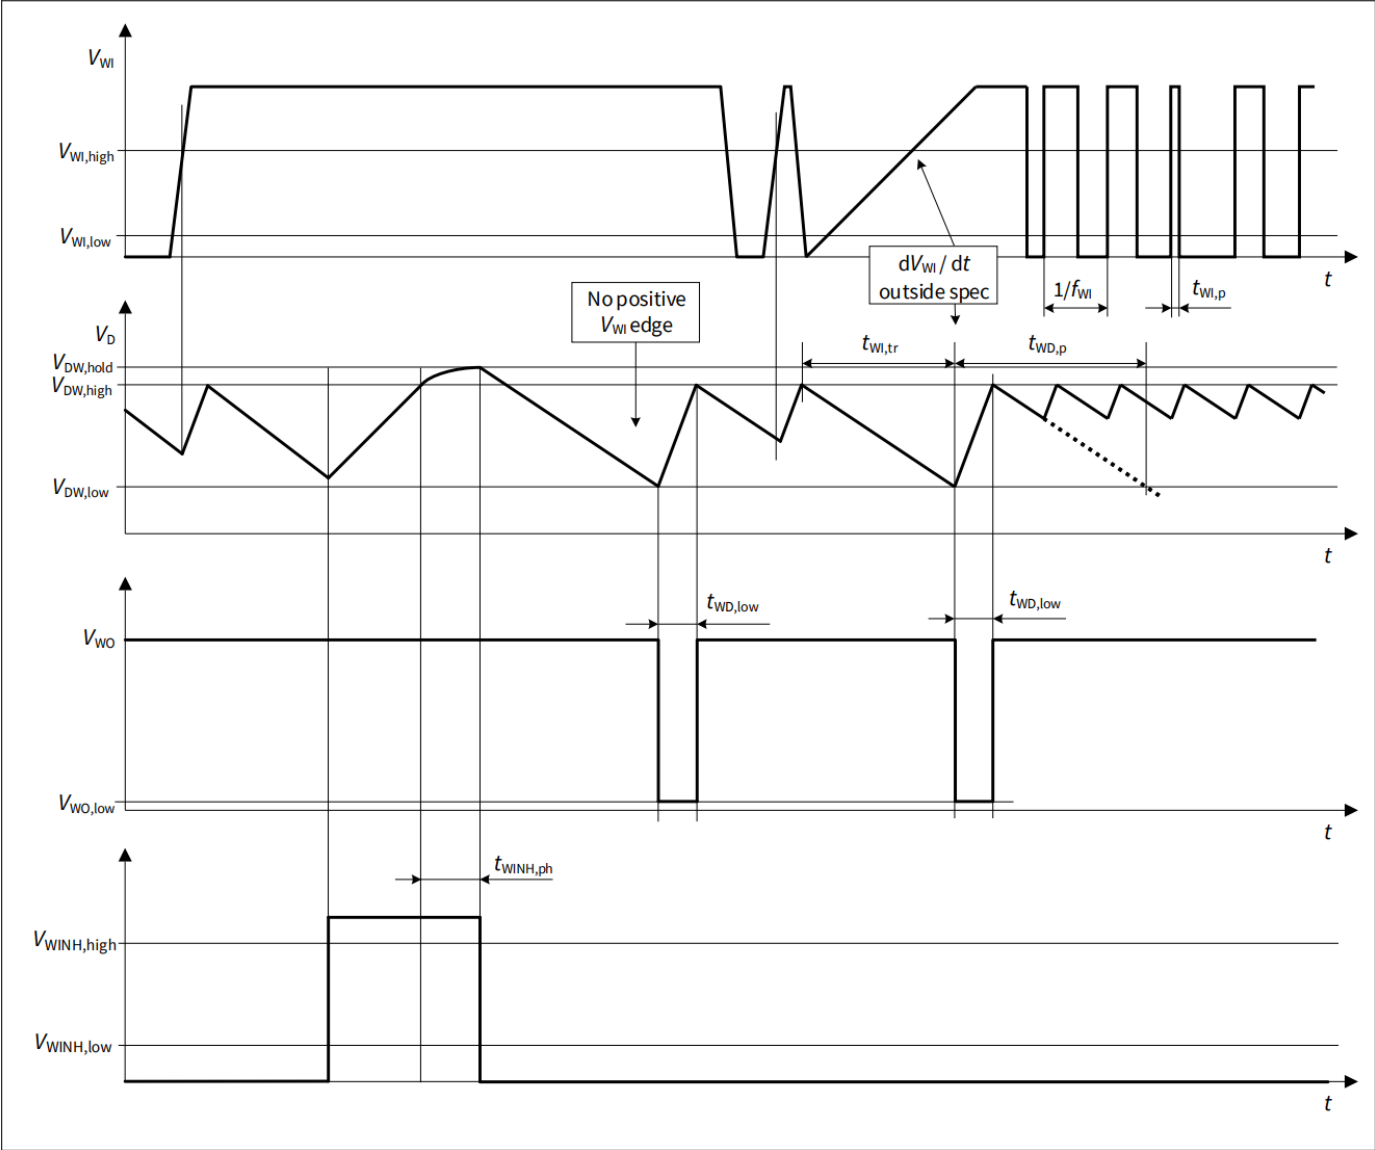 VWI
VWI,high
VWI,low
dVWI / dt
outside spec
t
1/fWI
tWI,p
No positive
VWI edge
VD
VDW,hold
VDW,high
VDW,low
tWI,tr
tWD,p
t
VWO
tWD,low
tWD,low
VWO,low
t
tWINH,ph
VWINH,high
VWINH,low
t